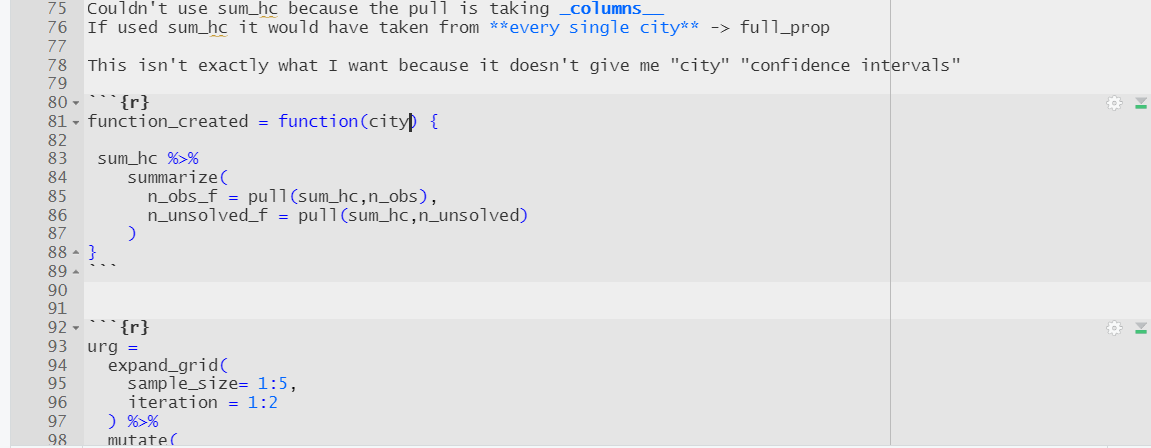 75 Couldn't use sum_hc because the pull is taking _columns__
76 If used sum_hc it would have taken from **every single city** -> full_prop
77
78 This isn't exactly what I want because it doesn't give me "city" "confidence intervals"
79
80 ```{r}
81 function_created = function(city) {
82
83  sum_hc %>%
84     summarize(
85       n_obs_f = pull(sum_hc,n_obs),
86       n_unsolved_f = pull(sum_hc,n_unsolved)
87     )
88 }
89 ```
90
91
92 ```{r}
93 urg =
94   expand_grid(
95     sample_size= 1:5,
96     iteration = 1:2
97   ) %>%
98   mutate(